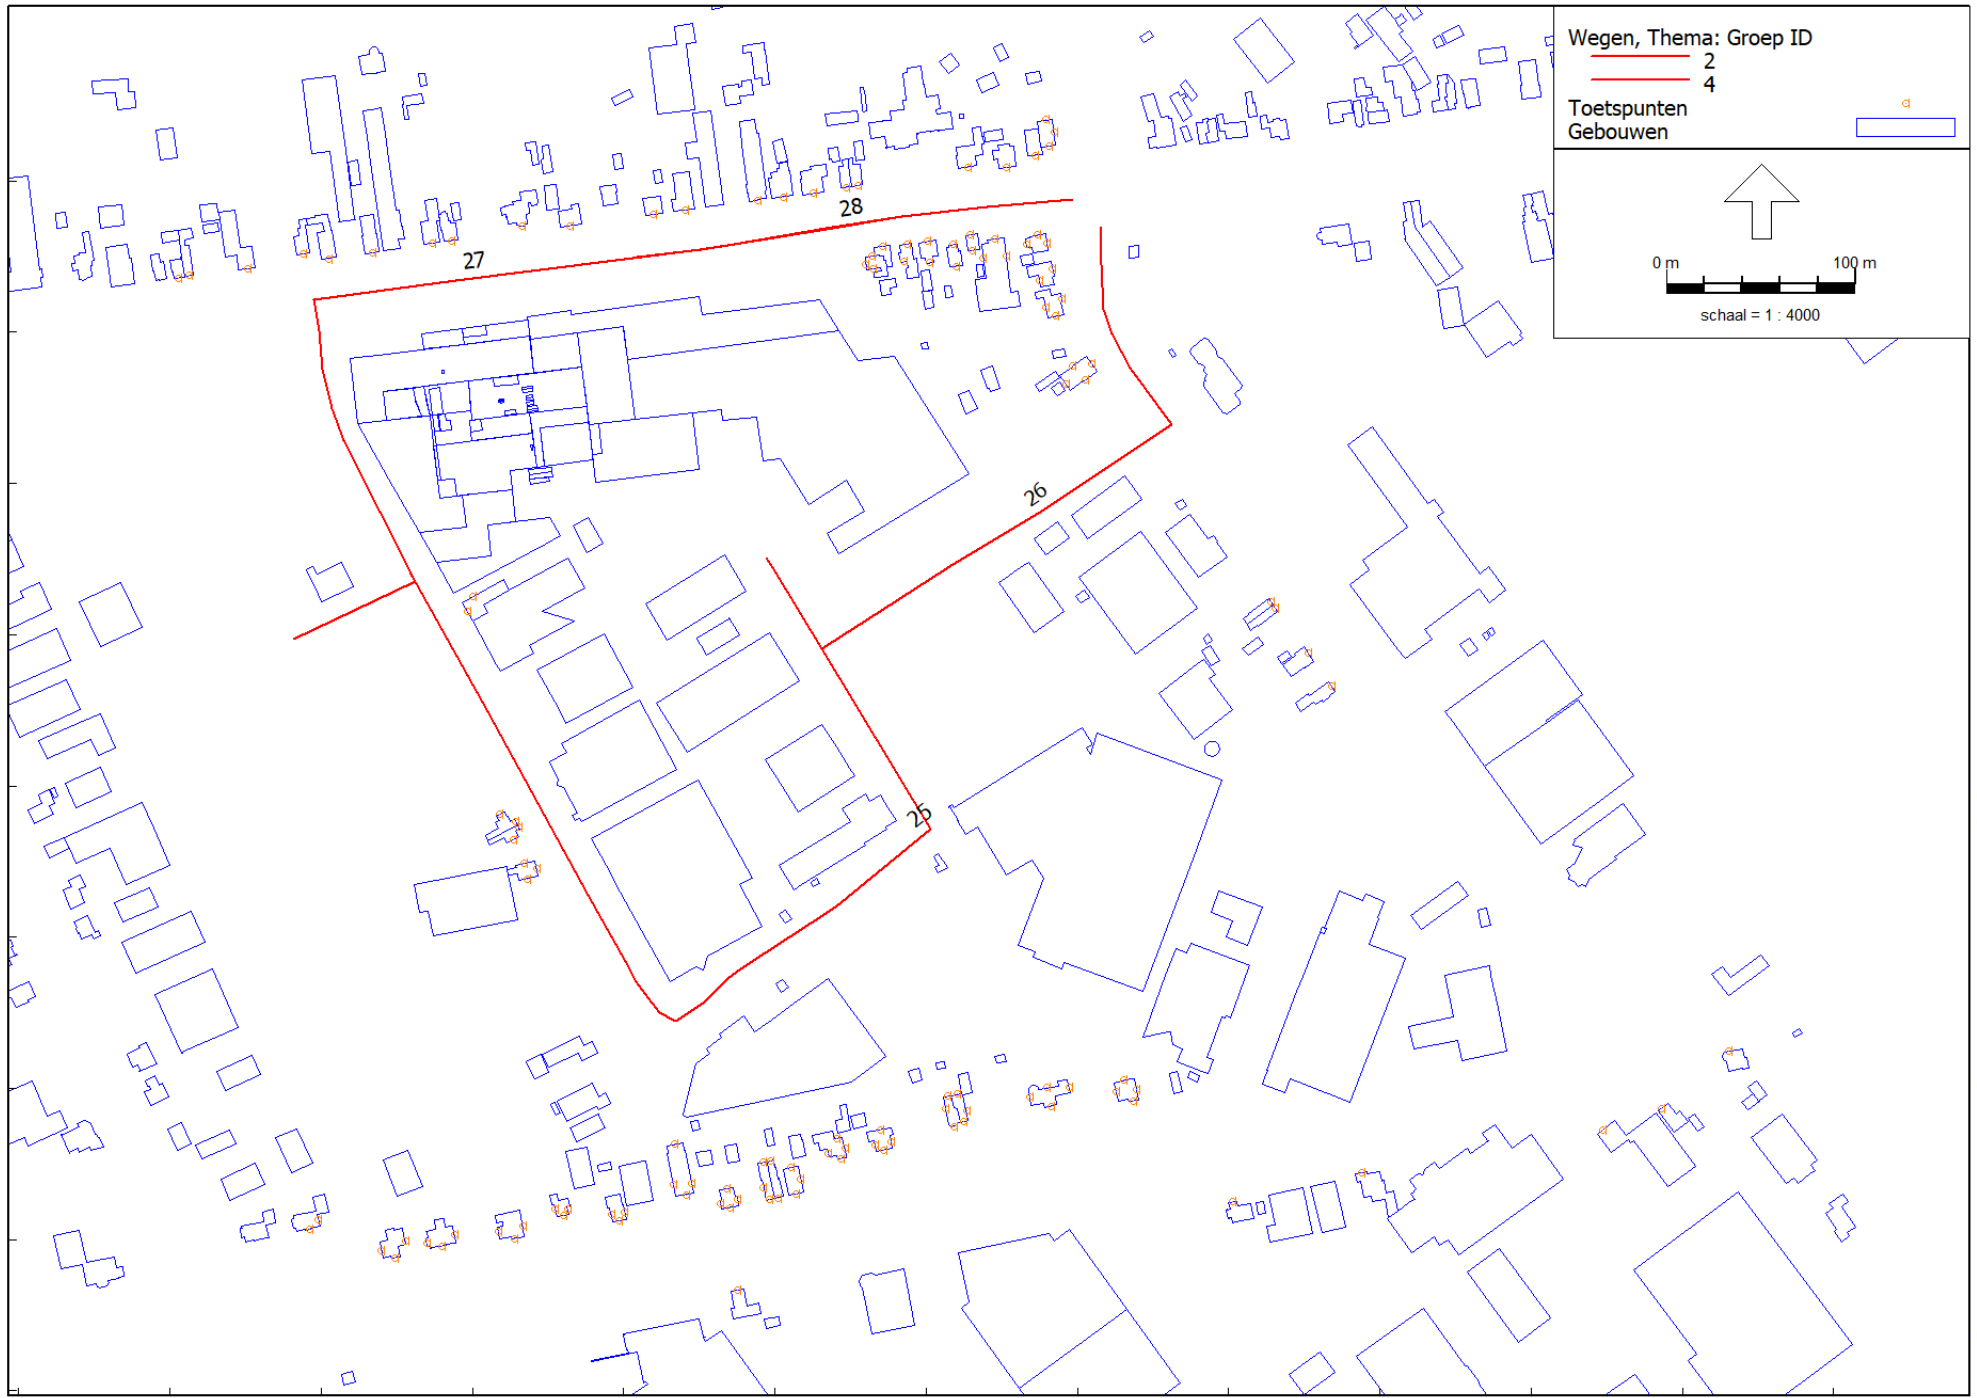 Wegen, Thema: Groep ID
2
4
Toetspunten
Gebouwen
0 m 100 m
schaal = 1 : 4000
28
27
26
25